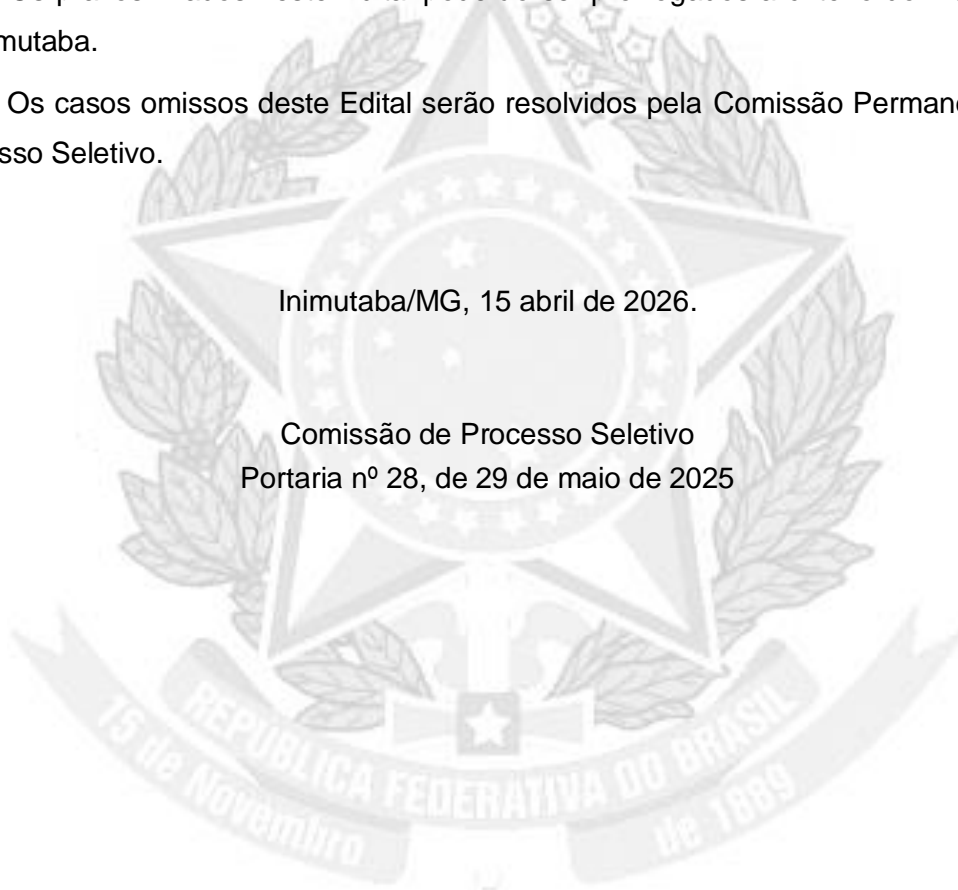 mutaba.
Os casos omissos deste Edital serão resolvidos pela Comissão Perman
sso Seletivo.
Inimutaba/MG, 15 abril de 2026.
Comissão de Processo Seletivo
Portaria nº 28, de 29 de maio de 2025
REPÚBLICA FEDERATIVA DO BRASIL
15 de Novembro de 1889